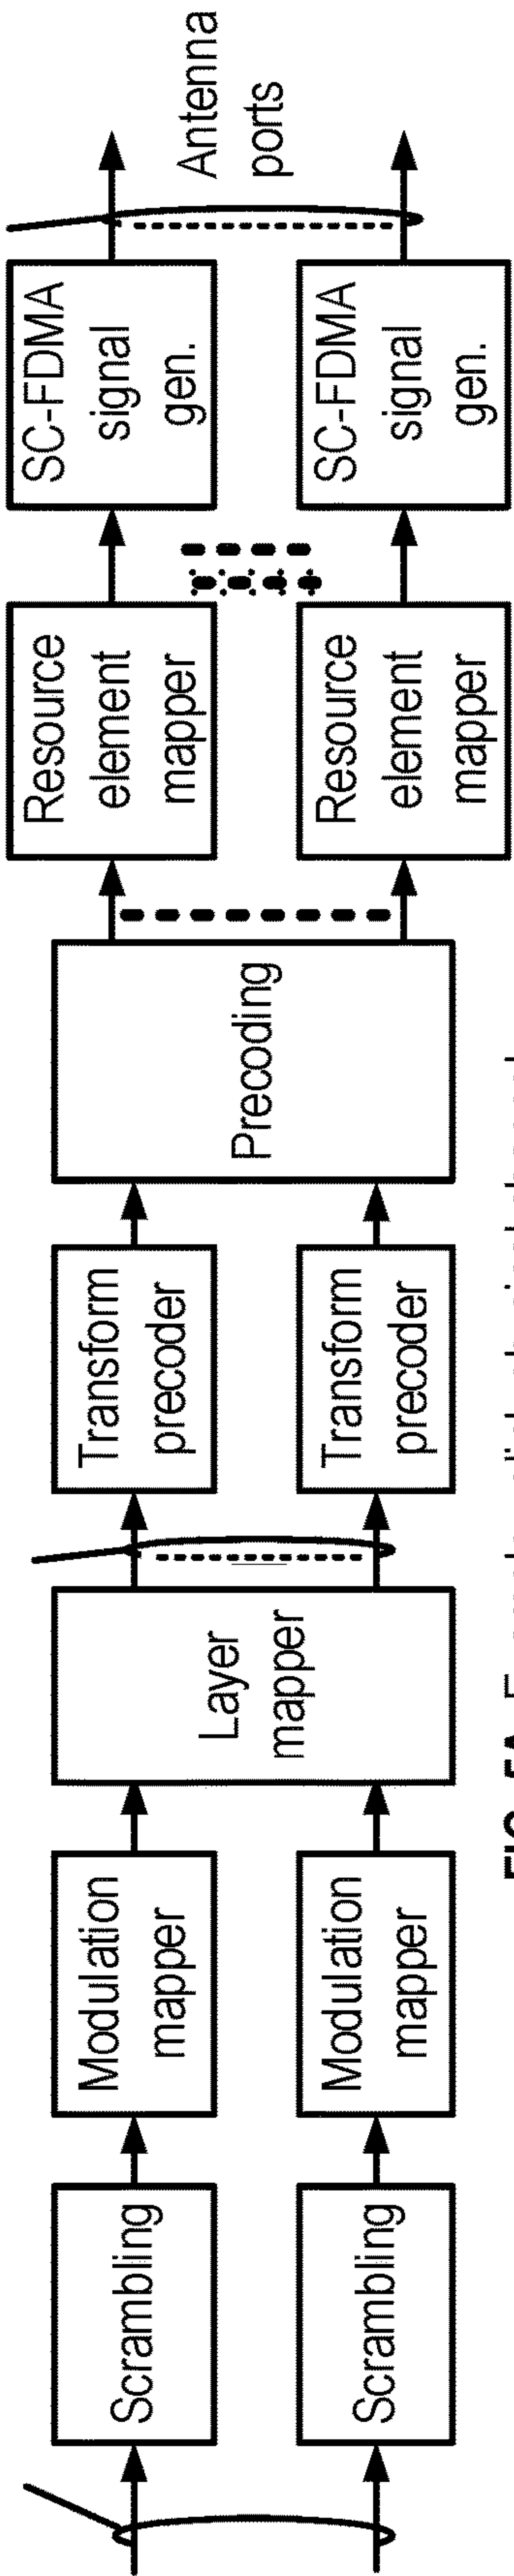 Scrambling
Scrambling
Modulation
mapper
Modulation
mapper
Layer
mapper
Transform
precoder
Transform
precoder
Precoding
Resource
element
mapper
Resource
element
mapper
SC-FDMA
signal
gen.
SC-FDMA
signal
gen.
Antenna
ports